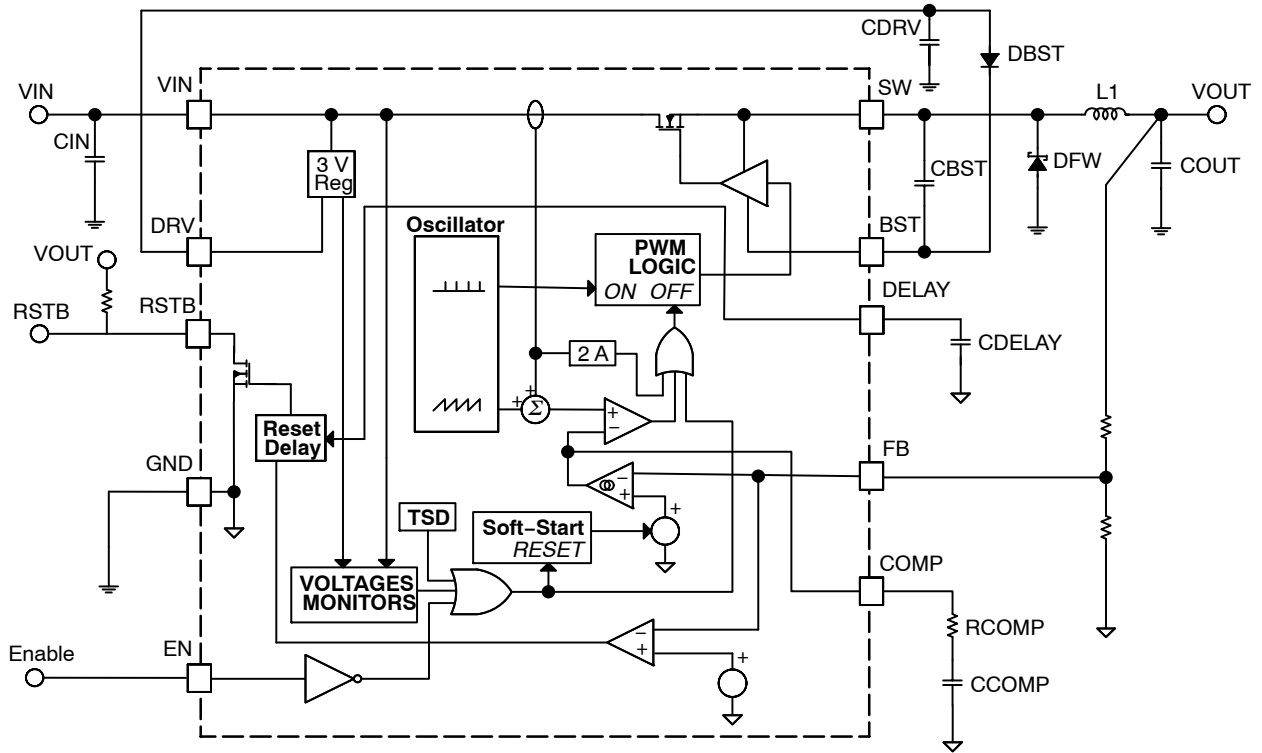 CDRV
DBST
VIN
VIN
SW
L1
VOUT
CIN
3 V
Reg
CBST
DFW
COUT
DRV
Oscillator
BST
VOUT
PWM
LOGIC
ON OFF
RSTB
RSTB
DELAY
2 A
CDELAY
+
+
Σ
+
−
Reset
Delay
GND
FB
−
+
TSD
Soft−Start
RESET
+
COMP
VOLTAGES
MONITORS
RCOMP
Enable
EN
−
+
+
CCOMP